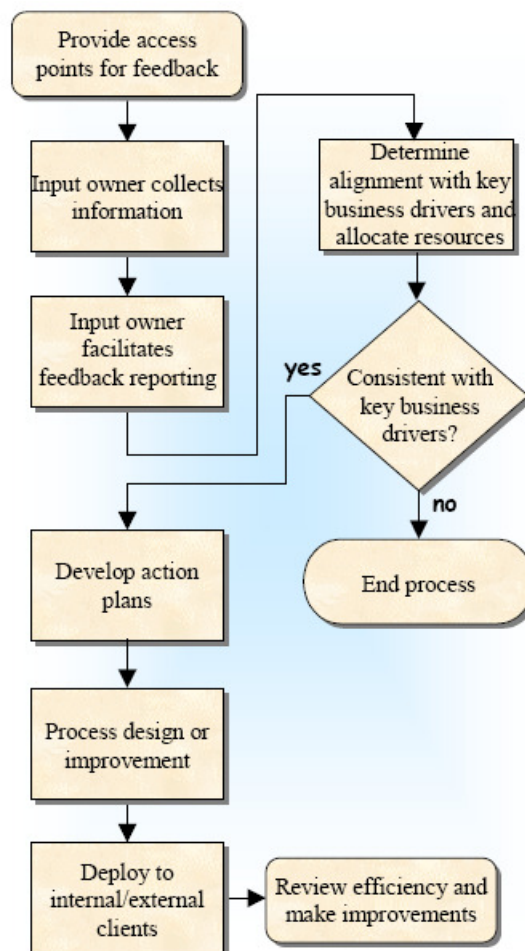 Provide access
points for feedback
Input owner collects
information
Input owner
facilitates
feedback reporting
Determine
alignment with key
business drivers and
allocate resources
Consistent with
key business
drivers?
yes
no
End process
Develop action
plans
Process design or
improvement
Deploy to
internal/external
clients
Review efficiency and
make improvements